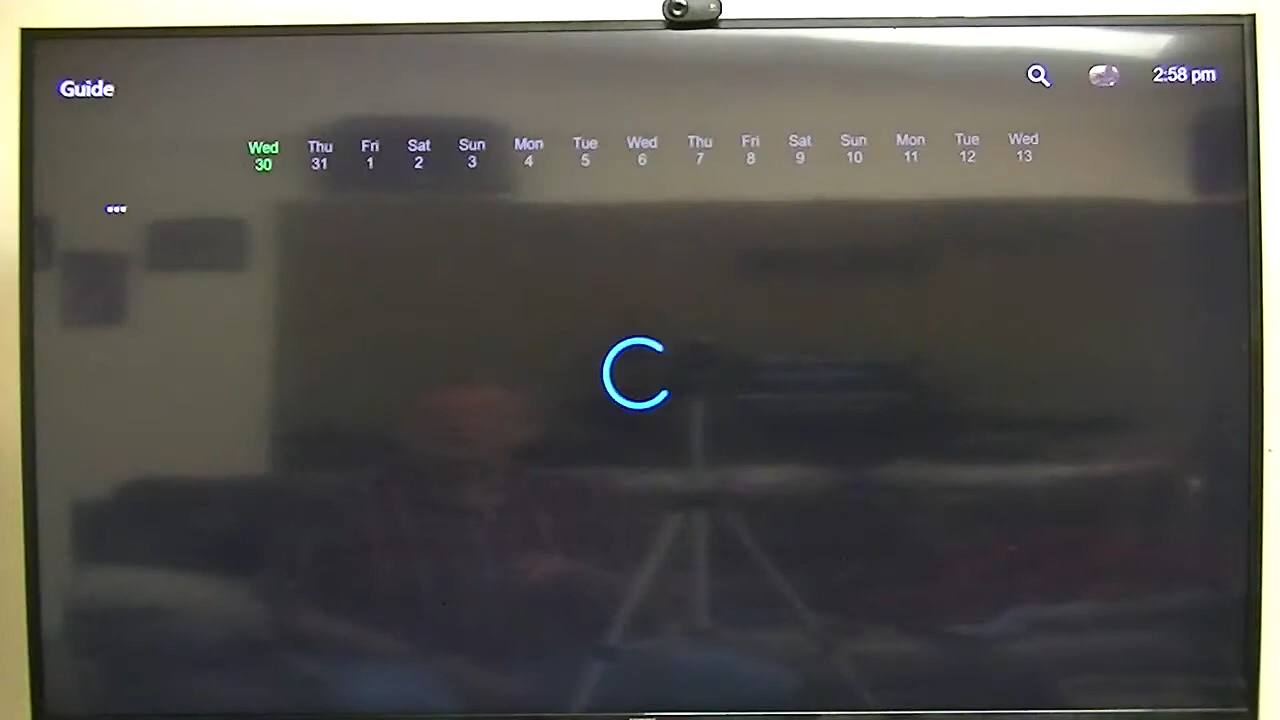 Guide
2:58 pm
Wed Thu Fri Sat Sun Mon Tue Wed Thu Fri Sat Sun Mon Tue Wed
30 31 1 2 3 4 5 6 7 8 9 10 11 12 13